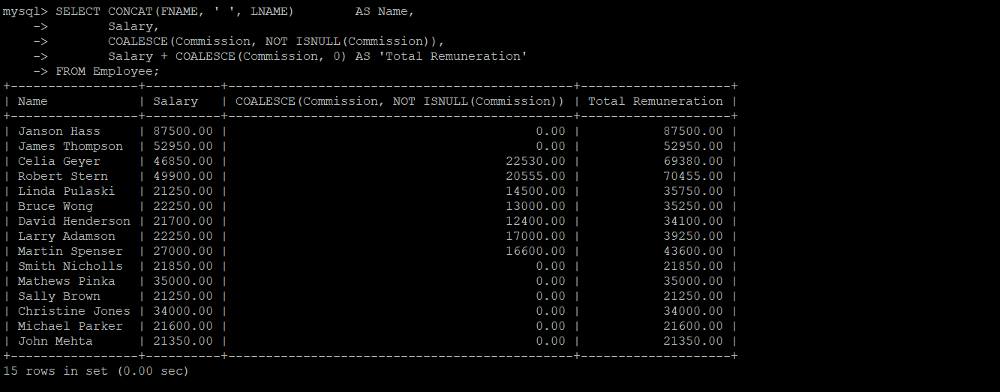 mysql> SELECT CONCAT(FNAME, ' ', LNAME)        AS Name,
    ->        Salary,
    ->        COALESCE(Commission, NOT ISNULL(Commission)),
    ->        Salary + COALESCE(Commission, 0) AS 'Total Remuneration'
    -> FROM Employee;
+-----------------+----------+----------------------------------------------+--------------------+
| Name            | Salary   | COALESCE(Commission, NOT ISNULL(Commission)) | Total Remuneration |
+-----------------+----------+----------------------------------------------+--------------------+
| Janson Hass     | 87500.00 |                                         0.00 |           87500.00 |
| James Thompson  | 52950.00 |                                         0.00 |           52950.00 |
| Celia Geyer     | 46850.00 |                                     22530.00 |           69380.00 |
| Robert Stern    | 49900.00 |                                     20555.00 |           70455.00 |
| Linda Pulaski   | 21250.00 |                                     14500.00 |           35750.00 |
| Bruce Wong      | 22250.00 |                                     13000.00 |           35250.00 |
| David Henderson | 21700.00 |                                     12400.00 |           34100.00 |
| Larry Adamson   | 22250.00 |                                     17000.00 |           39250.00 |
| Martin Spenser  | 27000.00 |                                     16600.00 |           43600.00 |
| Smith Nicholls  | 21850.00 |                                         0.00 |           21850.00 |
| Mathews Pinka   | 35000.00 |                                         0.00 |           35000.00 |
| Sally Brown     | 21250.00 |                                         0.00 |           21250.00 |
| Christine Jones | 34000.00 |                                         0.00 |           34000.00 |
| Michael Parker  | 21600.00 |                                         0.00 |           21600.00 |
| John Mehta      | 21350.00 |                                         0.00 |           21350.00 |
+-----------------+----------+----------------------------------------------+--------------------+
15 rows in set (0.00 sec)